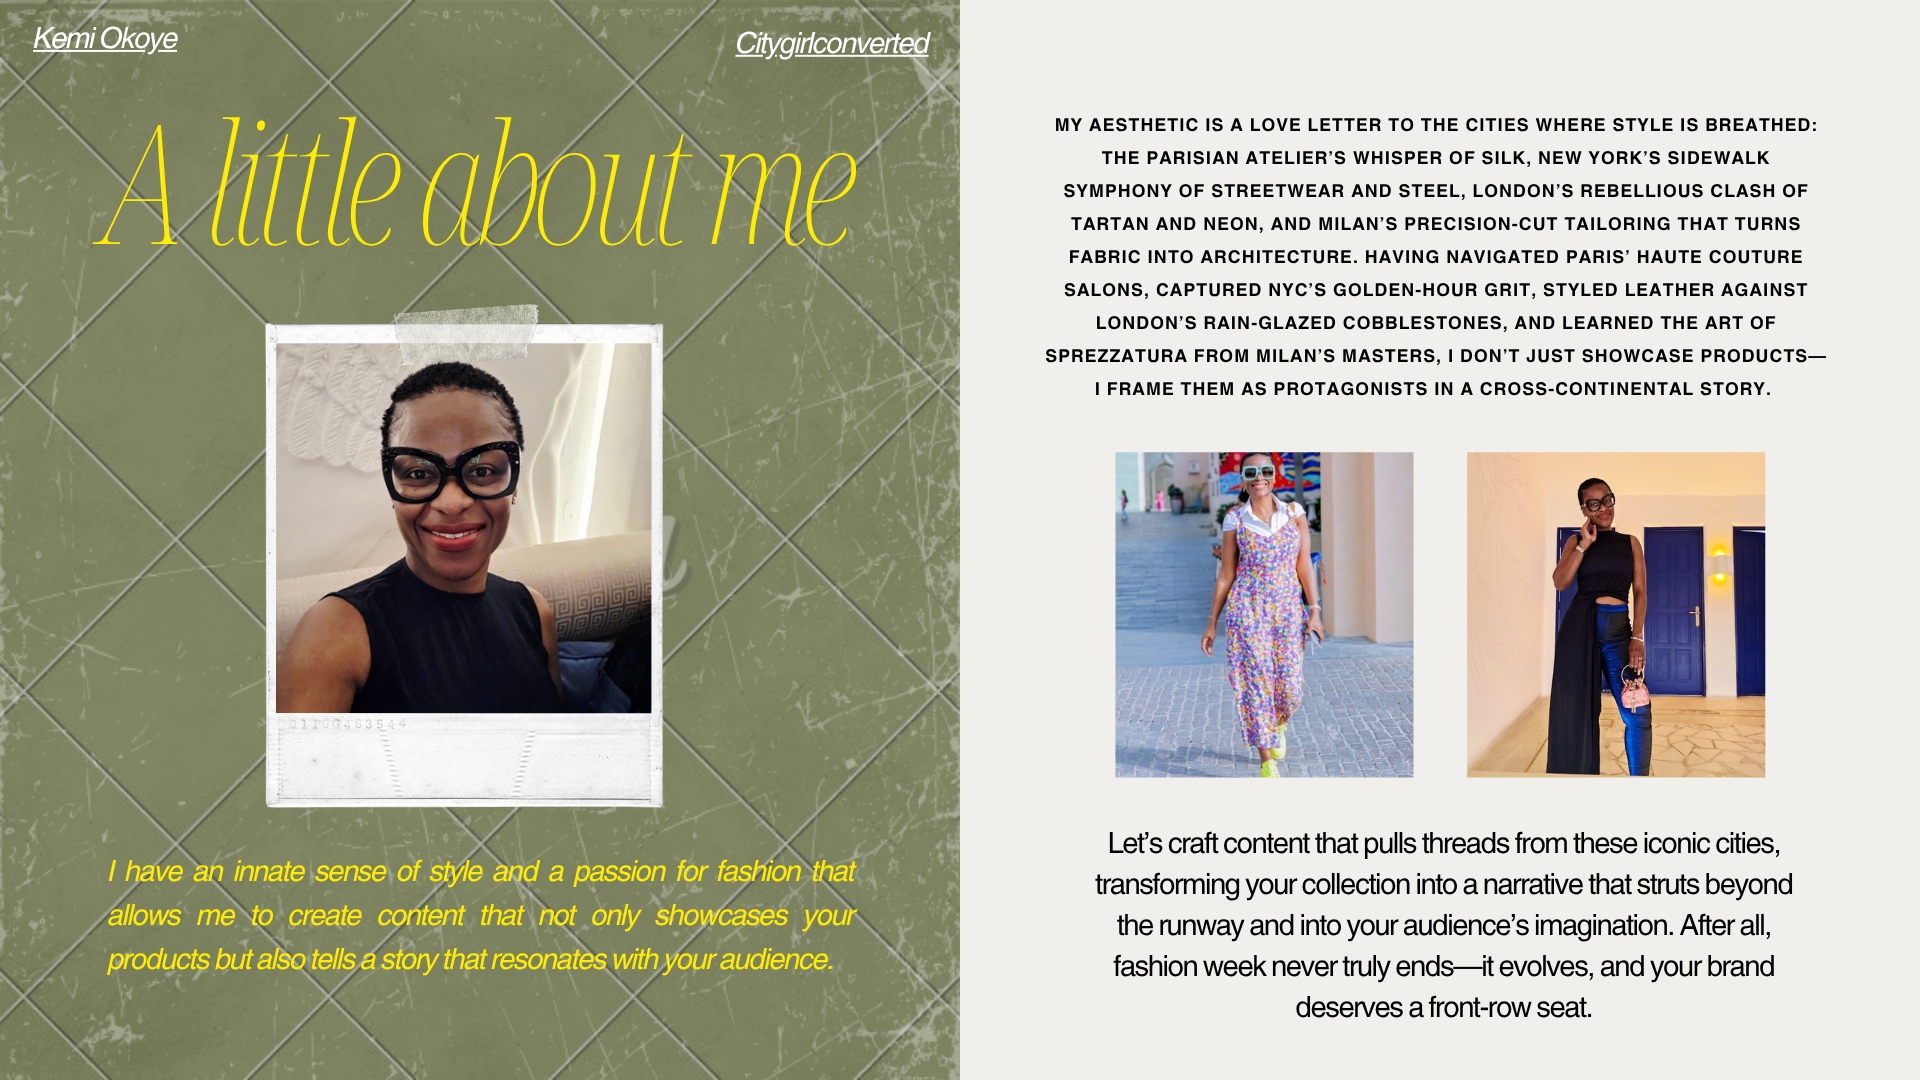 Kemi Okoye
Citygirlconverted
A little about me
I have an innate sense of style and a passion for fashion that
allows me to create content that not only showcases your
products but also tells a story that resonates with your audience.
MY AESTHETIC IS A LOVE LETTER TO THE CITIES WHERE STYLE IS BREATHED:
THE PARISIAN ATELIER’S WHISPER OF SILK, NEW YORK’S SIDEWALK
SYMPHONY OF STREETWEAR AND STEEL, LONDON’S REBELLIOUS CLASH OF
TARTAN AND NEON, AND MILAN’S PRECISION-CUT TAILORING THAT TURNS
FABRIC INTO ARCHITECTURE. HAVING NAVIGATED PARIS’ HAUTE COUTURE
SALONS, CAPTURED NYC’S GOLDEN-HOUR GRIT, STYLED LEATHER AGAINST
LONDON’S RAIN-GLAZED COBBLESTONES, AND LEARNED THE ART OF
SPREZZATURA FROM MILAN’S MASTERS, I DON’T JUST SHOWCASE PRODUCTS—
I FRAME THEM AS PROTAGONISTS IN A CROSS-CONTINENTAL STORY.
Let’s craft content that pulls threads from these iconic cities,
transforming your collection into a narrative that struts beyond
the runway and into your audience’s imagination. After all,
fashion week never truly ends—it evolves, and your brand
deserves a front-row seat.